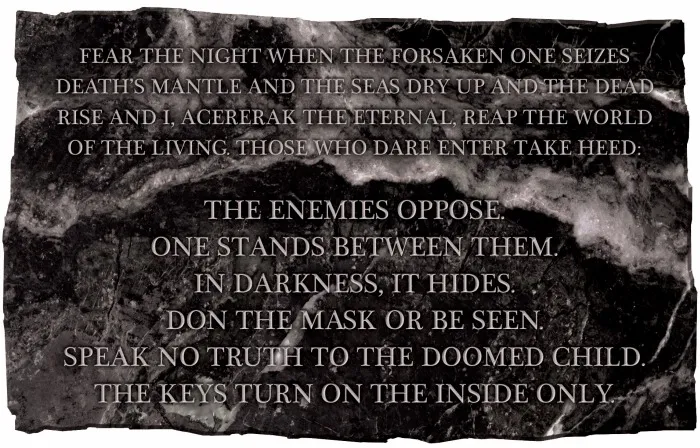 FEAR THE NIGHT WHEN THE FORSAKEN ONE SEIZES
DEATH'S MANTLE AND THE SEAS DRY UP AND THE DEAD
RISE AND I, ACERERAK THE ETERNAL, REAP THE WORLD
OF THE LIVING. THOSE WHO DARE ENTER TAKE HEED:
THE ENEMIES OPPOSE.
ONE STANDS BETWEEN THEM.
IN DARKNESS, IT HIDES.
DON THE MASK OR BE SEEN.
SPEAK NO TRUTH TO THE DOOMED CHILD.
THE KEYS TURN ON THE INSIDE ONLY.